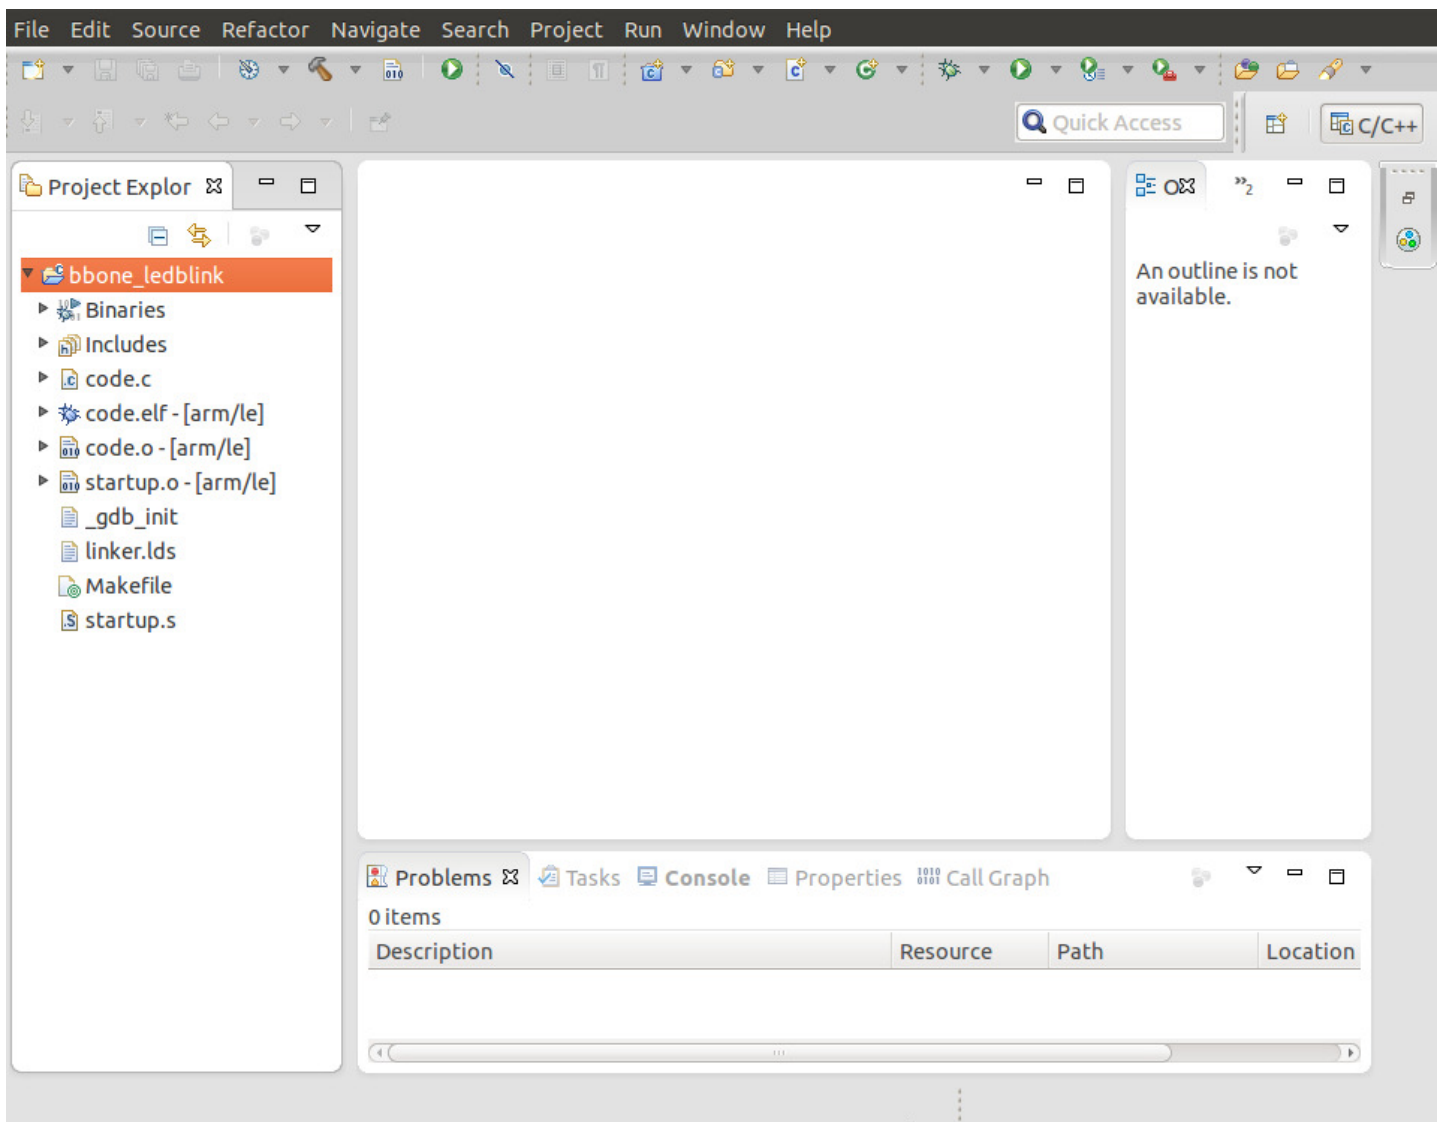 File Edit Source Refactor Navigate Search Project Run Window Help
Quick Access
C/C++
Project Explor
O
»2
bbone_ledblink
Binaries
Includes
code.c
code.elf - [arm/le]
code.o - [arm/le]
startup.o - [arm/le]
_gdb_init
linker.lds
Makefile
startup.s
An outline is not
available.
Problems Tasks Console Properties Call Graph
0 items
Description Resource Path Location